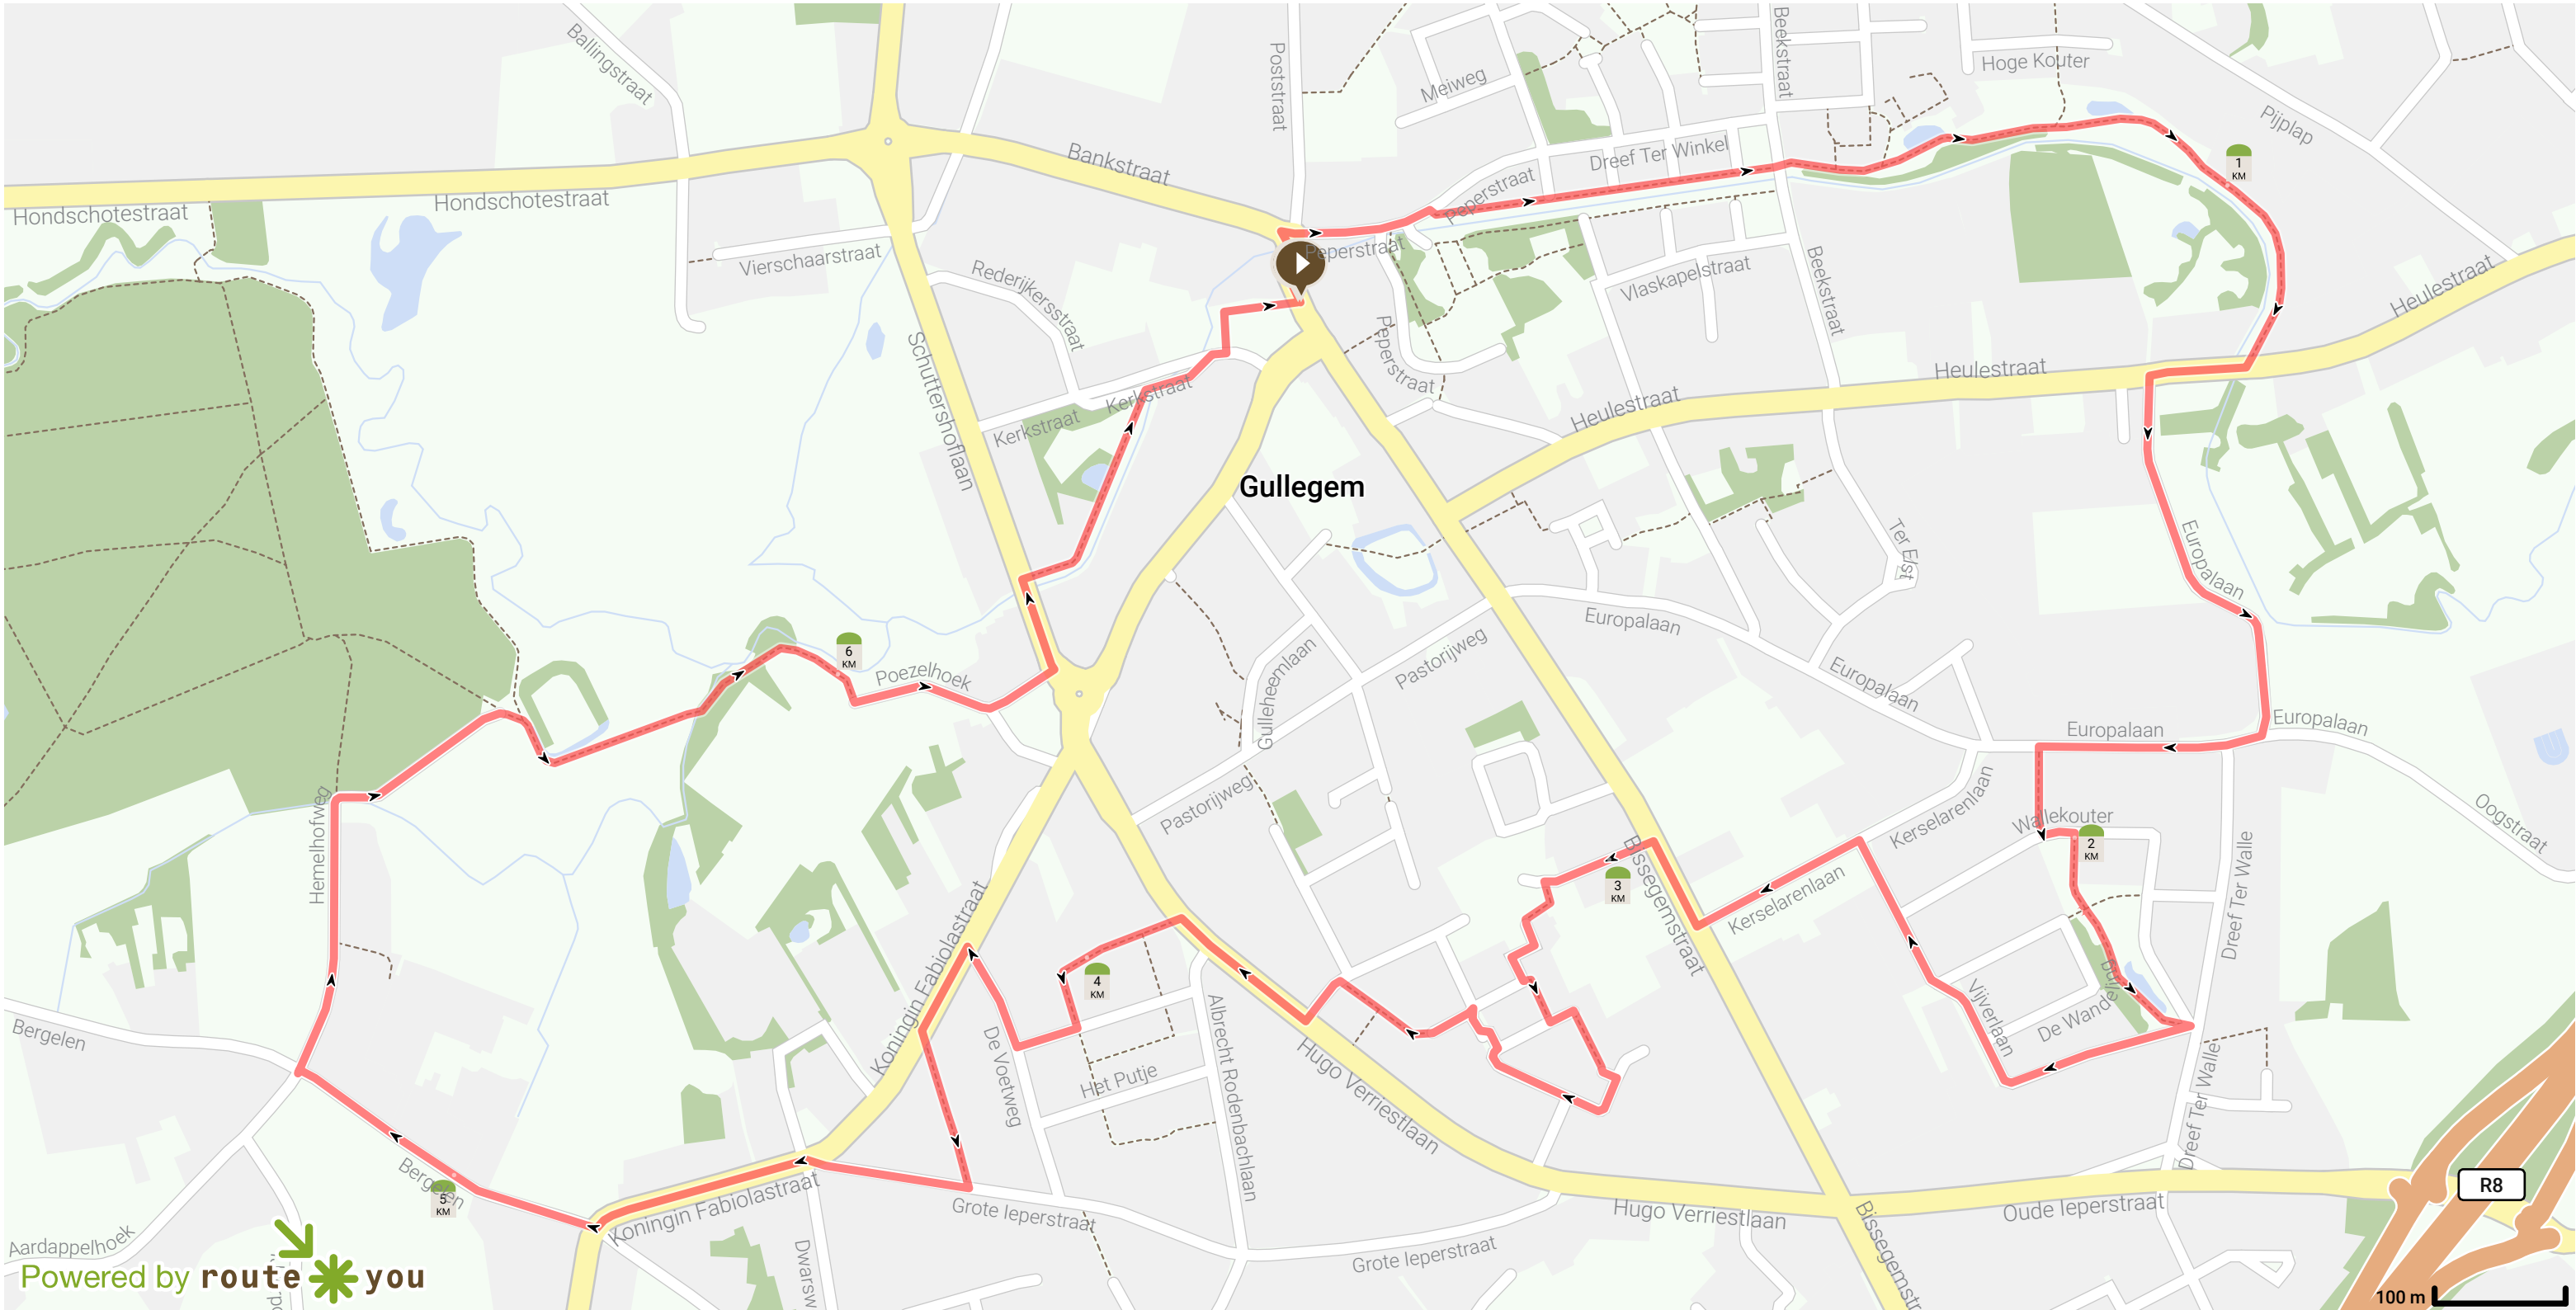 Ballingstraat
Poststraat
Meiweg
Beekstraat
Hoge Kouter
Pijplap
Bankstraat
Dreef Ter Winkel
Hondschotestraat
Hondschotestraat
Peperstraat
1
KM
Vierschaarstraat
Peperstraat
Rederijkersstraat
Vlaskapelstraat
Beekstraat
Heulestraat
Schuttershoflaan
Peperstraat
Heulestraat
Kerkstraat
Heulestraat
Kerkstraat
Gullegem
Ter Elst
Europalaan
Europalaan
6
KM
Poezelhoek
Gulleheemlaan
Pastorijweg
Europalaan
Europalaan
Europalaan
Hemelhofweg
Pastorijweg
Kerselarenlaan
Wallekouter
Oogstraat
2
KM
Bissegemstraat
3
KM
Kerselarenlaan
Dreef Ter Walle
Koningin Fabiolastraat
4
KM
De Wandeling
Vijverlaan
Bergelen
De Voetweg
Albrecht Rodenbachlaan
Hugo Verriestlaan
Het Putje
Dreef Ter Walle
Bergelen
5
KM
Koningin Fabiolastraat
Grote Ieperstraat
Hugo Verriestlaan
Oude Ieperstraat
R8
Aardappelhoek
Dwarsw
Grote Ieperstraat
Bissegemstr
Powered by route you
100 m